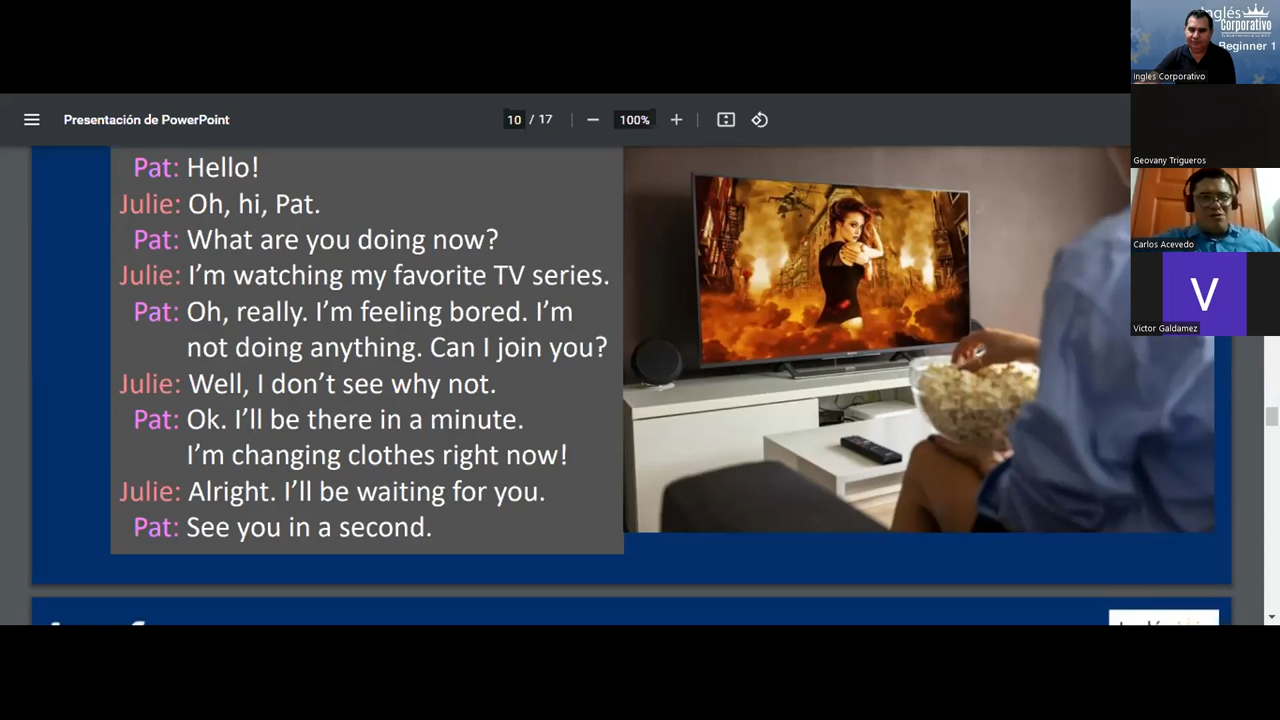 Inglés
Corporativo
Beginner 1
Ingles Corporativo
Presentación de PowerPoint
10 / 17
100%
Geovany Trigueros
Carlos Acevedo
V
Victor Galdamez
Pat: Hello!
Julie: Oh, hi, Pat.
Pat: What are you doing now?
Julie: I'm watching my favorite TV series.
Pat: Oh, really. I'm feeling bored. I'm
not doing anything. Can I join you?
Julie: Well, I don't see why not.
Pat: Ok. I'll be there in a minute.
I'm changing clothes right now!
Julie: Alright. I'll be waiting for you.
Pat: See you in a second.